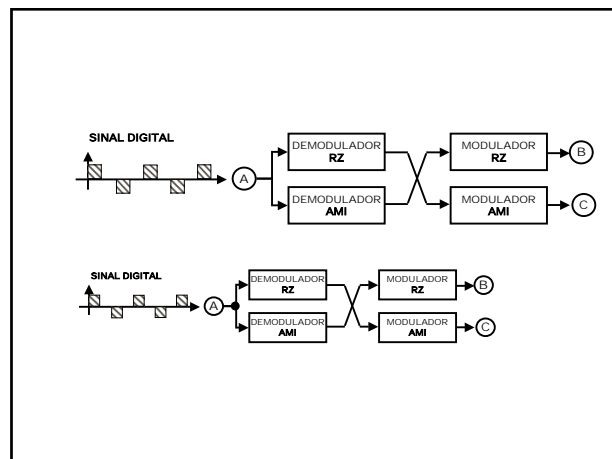 SINAL DIGITAL
A
DEMODULADOR
RZ
MODULADOR
RZ
B
DEMODULADOR
AMI
MODULADOR
AMI
C
SINAL DIGITAL
A
DEMODULADOR
RZ
MODULADOR
RZ
B
DEMODULADOR
AMI
MODULADOR
AMI
C